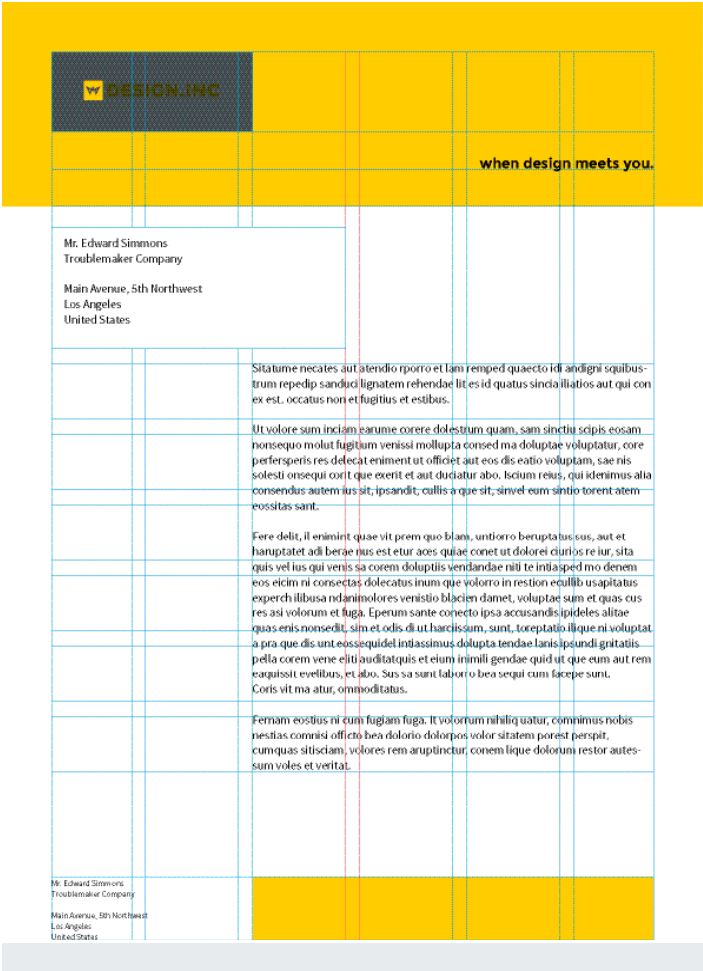 DESIGN.INC
when design meets you.
Mr. Edward Simmons
Troublemaker Company
Main Avenue, 5th Northwest
Los Angeles
United States
Sitatume necates aut atendio rporro et lam remped quaecto idi andigni squibus-
trum repedip sanduci lignatem rehendae lit es id quatus sincia iliatios aut qui con
ex est, occatus non et fugitius et estibus.
Ut volore sum inciam earume corere dolestrum quam, sam sinctiu scipis eosam
nonsequo molut fugitium venissi mollupta consed ma doluptae voluptatur, core
perfersperis res delecat eniment ut officiet aut eos dis eatio voluptam, sae nis
solesti onsequi corit que exerit et aut duciatur abo. Iscium reius, qui idenimus alia
consendus autem ius sit, ipsandit, cullis a que sit, sinvel eum sintio torent atem
eossitas sant.
Fere delit, il enimint quae vit prem quo blam, untiorro beruptatus sus, aut et
haruptatet adi berae nus est etur aces quiae conet ut dolorei ciurios re iur, sita
quis vel ius qui venis sa corem doluptiis vendandae niti te intiasped mo denem
eos eicim ni consectas dolecatus inum que volorro in restion ecullib usapitatus
experch ilibusa ndanimolores venistio blacien damet, voluptae sum et quas cus
res asi volorum et fuga. Eperum sante conecto ipsa accusandis ipideles alitae
quas enis nonsedit, sim et odis di ut harciissum, sunt, toreptatio ilique ni voluptat
a pra que dis unt eossequidel intiassimus dolupta tendae lanis ipsundi gnitatiis
pella corem vene eliti auditatquis et eium inimili gendae quid ut que eum aut rem
eaquissit evelibus, et abo. Sus sa sunt laborro bea sequi cum facepe sunt.
Coris vit ma atur, ommoditatus.
Fernam eostius ni cum fugiam fuga. It volorrum nihiliq uatur, comnimus nobis
nestias comnisi officto bea dolorio dolorpos volor sitatem porest perspit,
cumquas sitisciam, volores rem aruptinctur, conem lique dolorum restor autes-
sum voles et veritat.
Mr. Edward Simmons
Troublemaker Company
Main Avenue, 5th Northwest
Los Angeles
United States